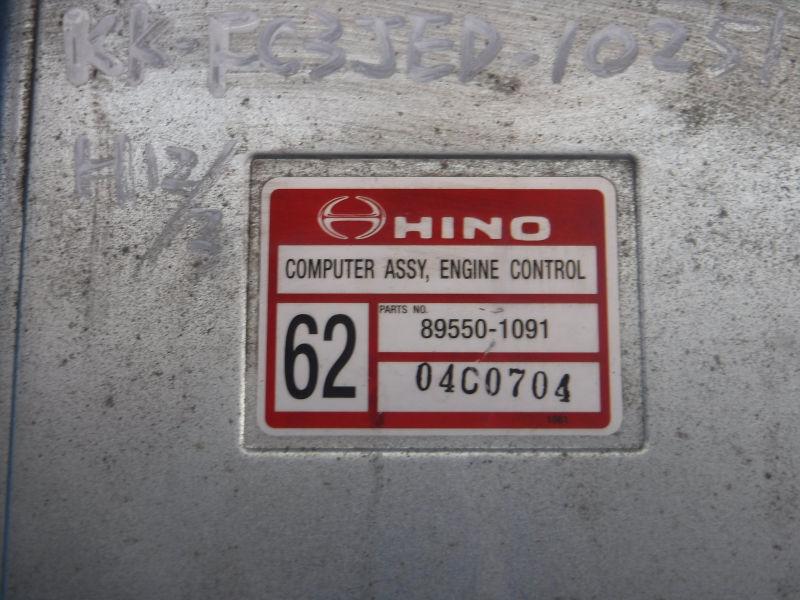 KK-FC3JED-10251
H12/3
HINO
COMPUTER ASSY, ENGINE CONTROL
62
PARTS NO.
89550-1091
04C0704